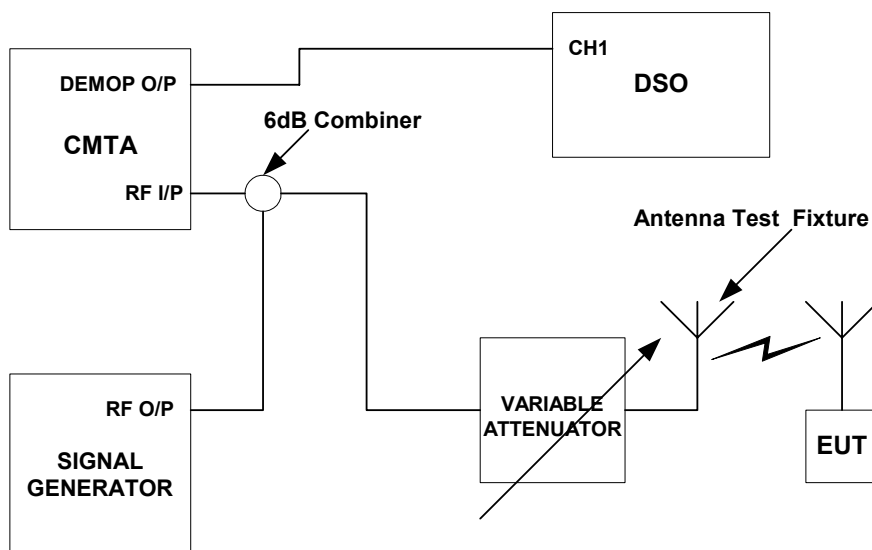 CH1
DSO
DEMOP O/P
6dB Combiner
CMTA
RF I/P
Antenna Test Fixture
RF O/P
VARIABLE
ATTENUATOR
EUT
SIGNAL
GENERATOR